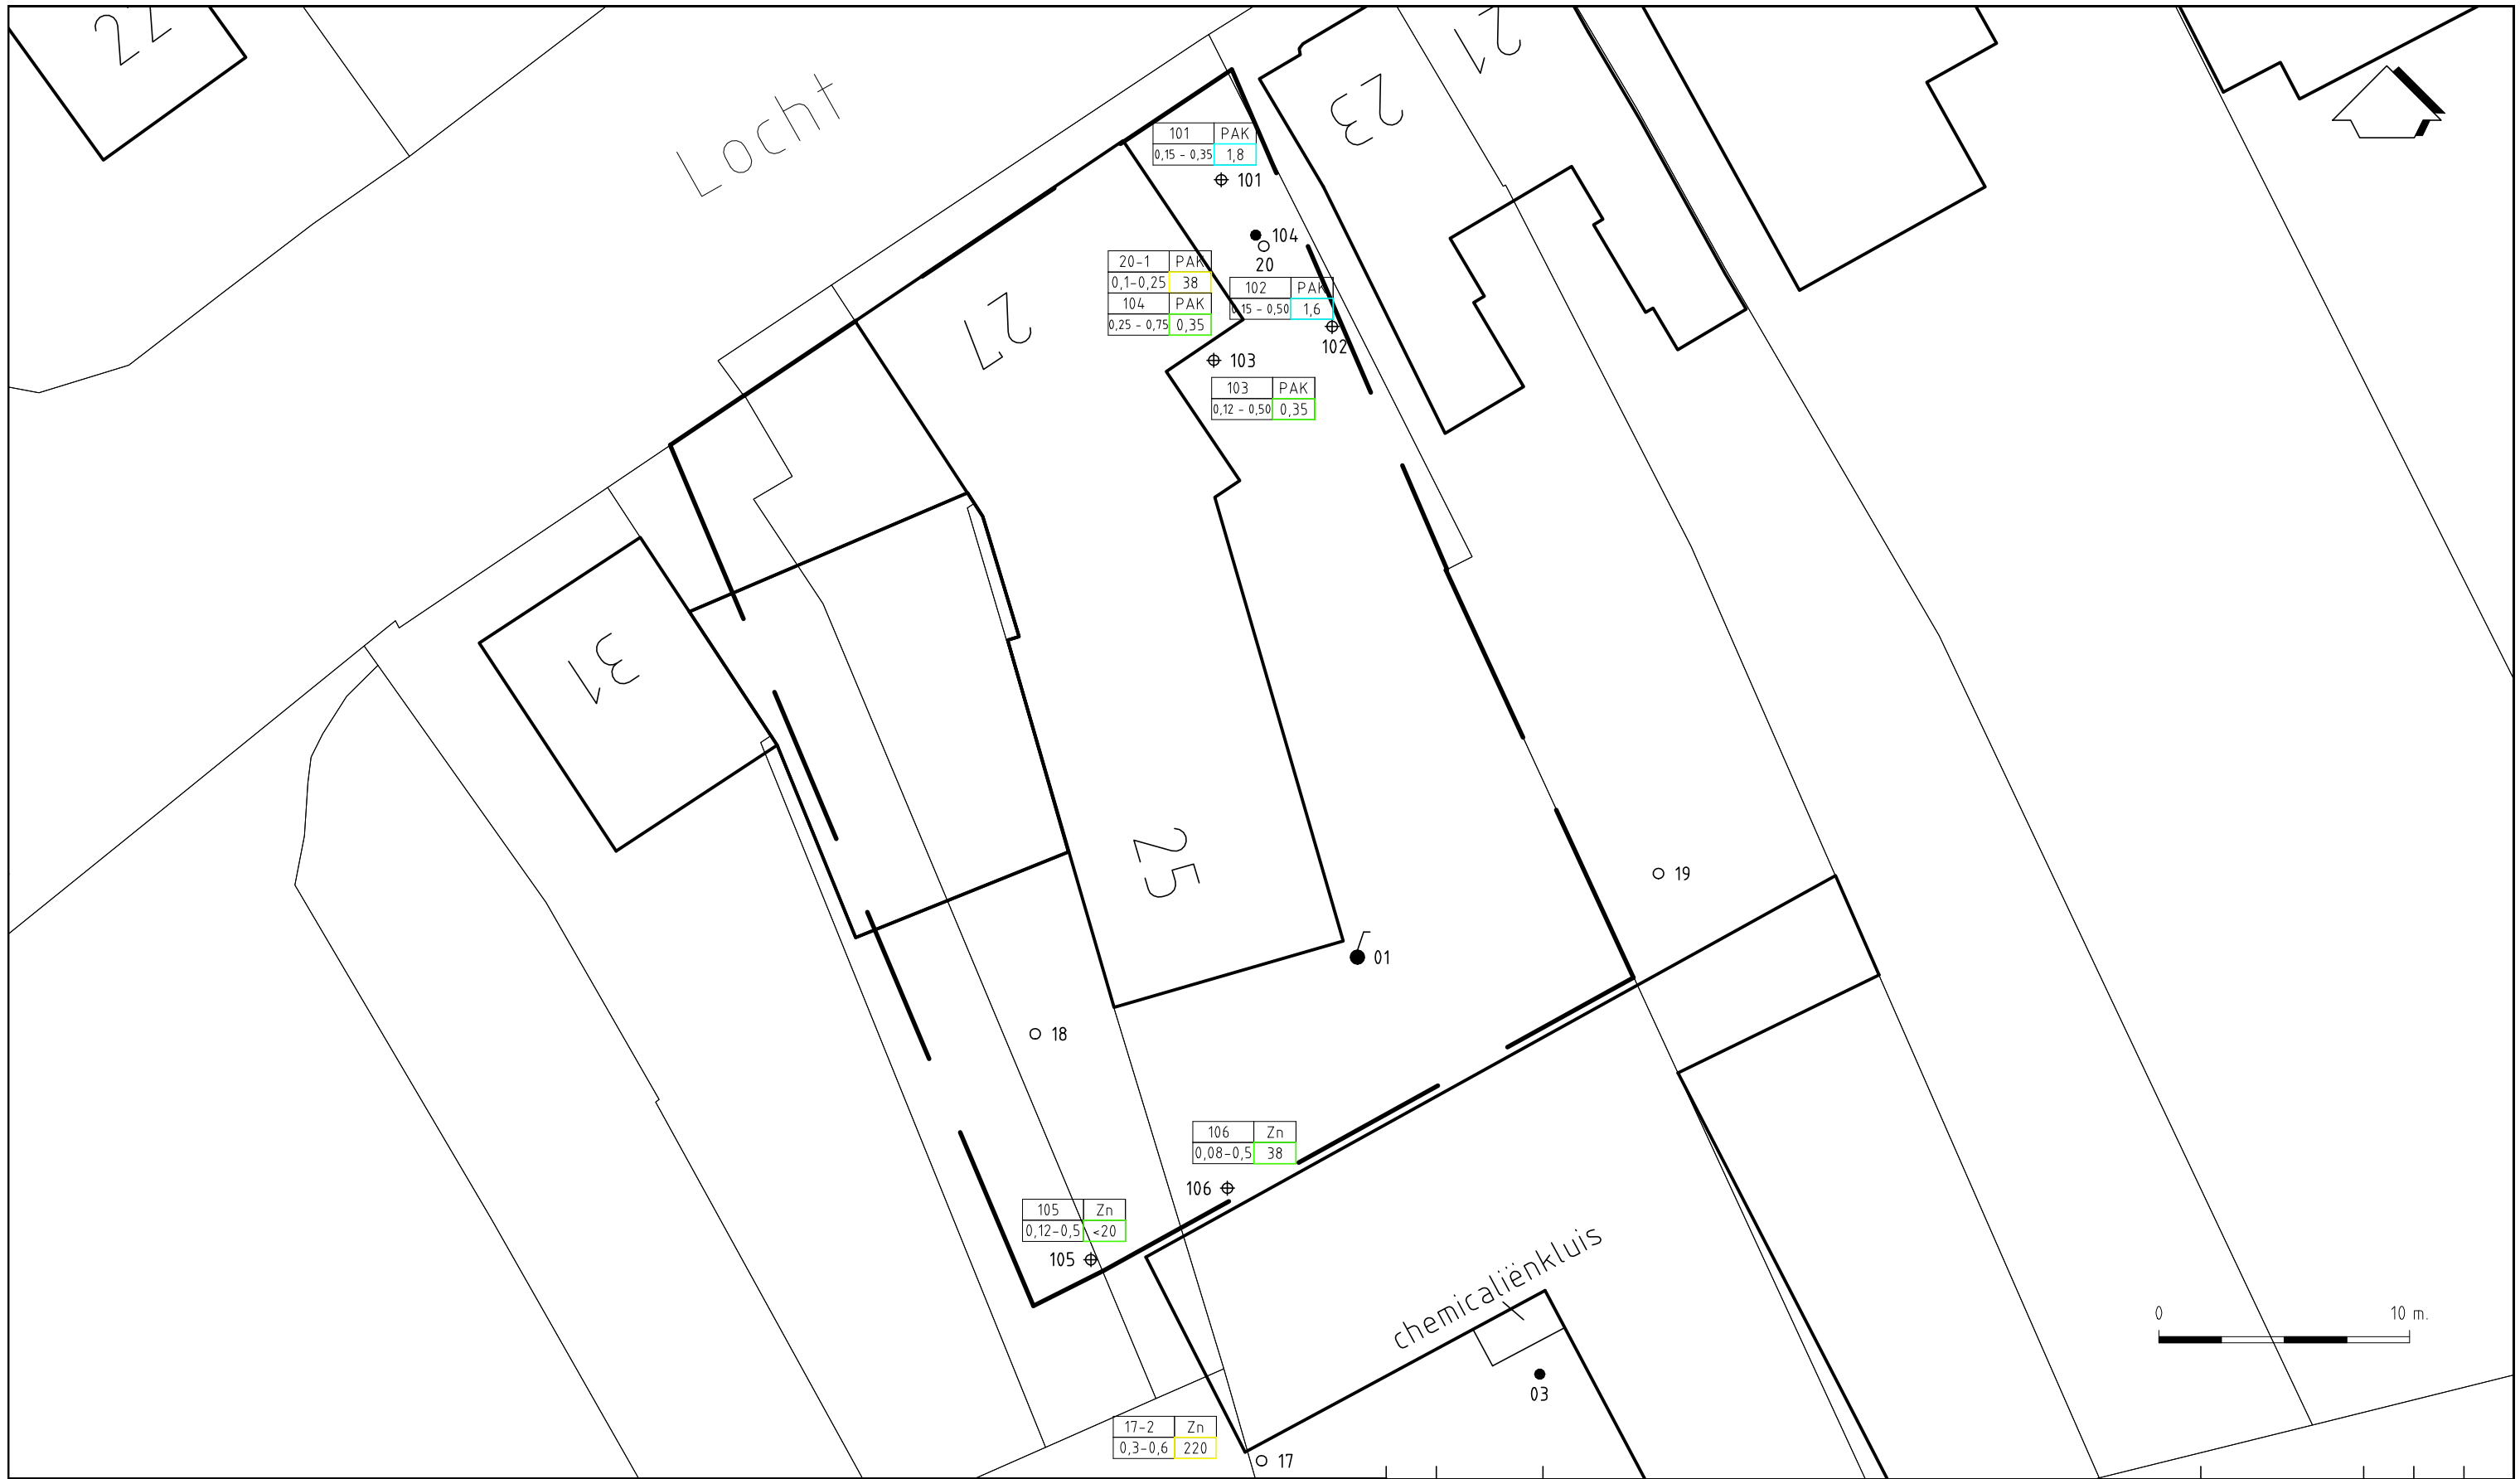 22
21
23
Locht
101 PAK
0,15 - 0,35 1,8
101
104
20
20-1 PAK
0,1-0,25 38
104 PAK
0,25 - 0,75 0,35
102 PAK
0,15 - 0,50 1,6
102
27
103
103 PAK
0,12 - 0,50 0,35
31
25
19
01
18
106 Zn
0,08-0,5 38
106
105 Zn
0,12-0,5 <20
105
chemicaliënkluis
0 10 m.
03
17-2 Zn
0,3-0,6 220
17